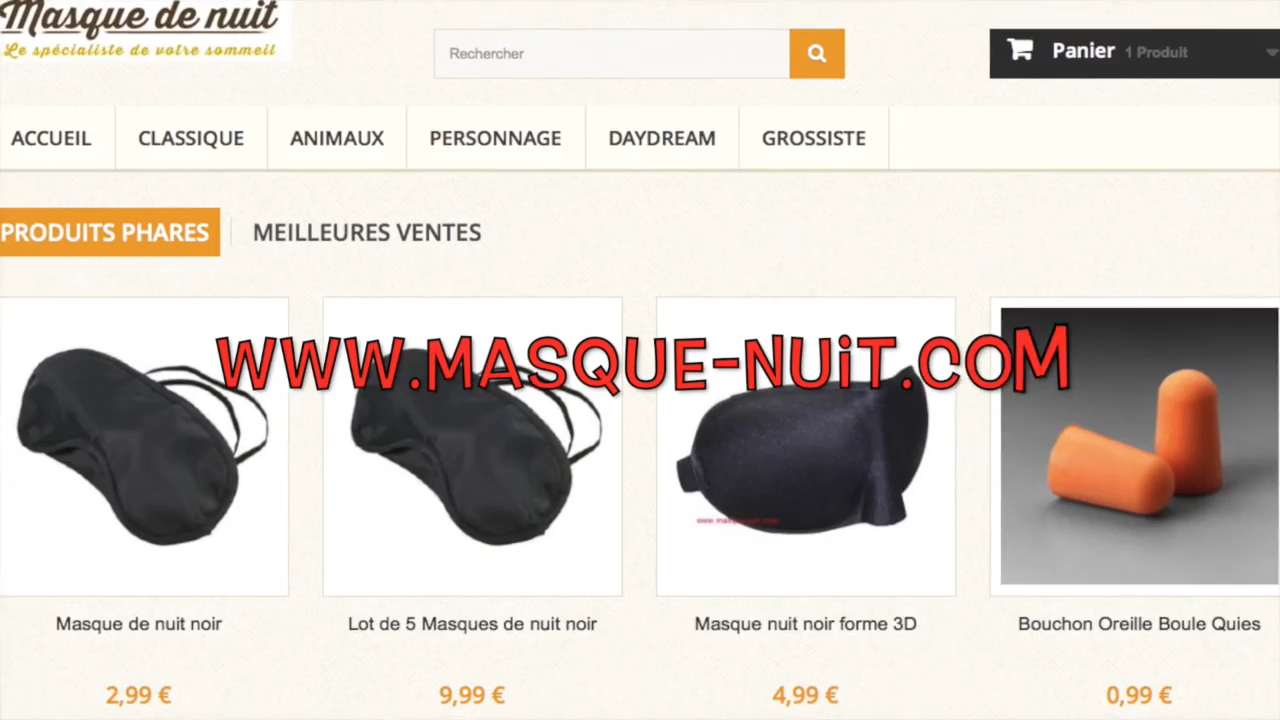 Masque de nuit
Le spécialiste de votre sommeil
Rechercher
Panier 1 Produit
ACCUEIL CLASSIQUE ANIMAUX PERSONNAGE DAYDREAM GROSSISTE
PRODUITS PHARES MEILLEURES VENTES
WWW.MASQUE-NUiT.COM
Masque de nuit noir Lot de 5 Masques de nuit noir Masque nuit noir forme 3D Bouchon Oreille Boule Quies
2,99 € 9,99 € 4,99 € 0,99 €